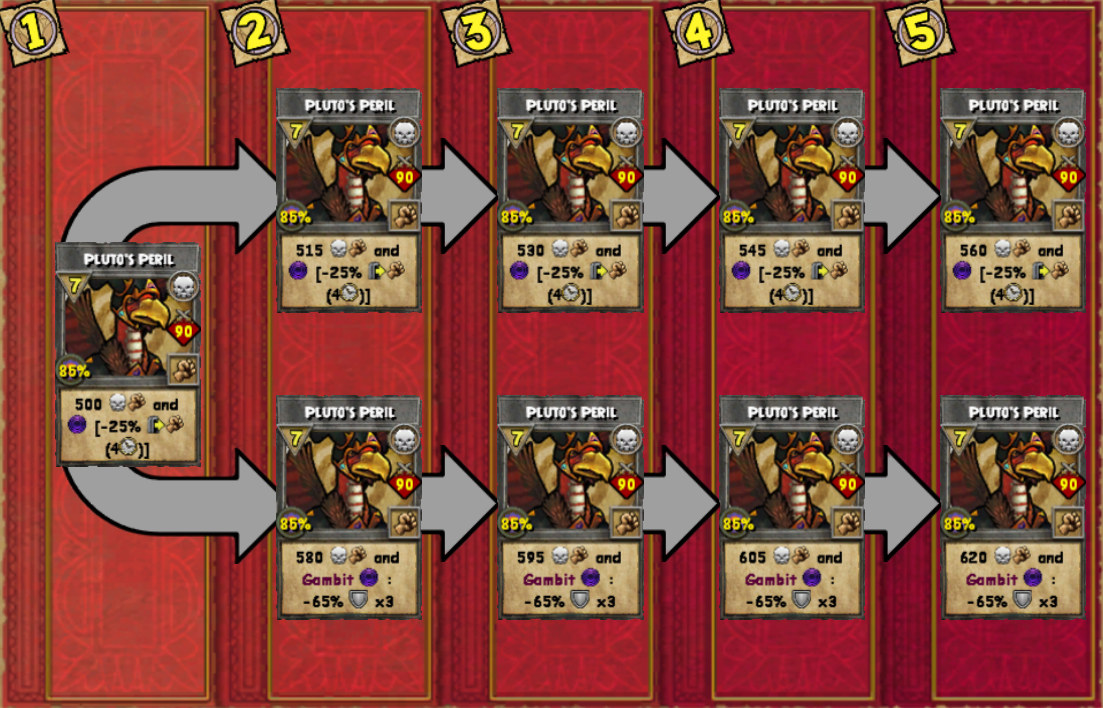 1
2
3
4
5
PLUTO'S PERIL
7
90
85%
515 and
[-25%
(4 )]
PLUTO'S PERIL
7
90
85%
530 and
[-25%
(4 )]
PLUTO'S PERIL
7
90
85%
545 and
[-25%
(4 )]
PLUTO'S PERIL
7
90
85%
560 and
[-25%
(4 )]
PLUTO'S PERIL
7
90
85%
500 and
[-25%
(4 )]
PLUTO'S PERIL
7
90
85%
580 and
Gambit :
-65% x3
PLUTO'S PERIL
7
90
85%
595 and
Gambit :
-65% x3
PLUTO'S PERIL
7
90
85%
605 and
Gambit :
-65% x3
PLUTO'S PERIL
7
90
85%
620 and
Gambit :
-65% x3